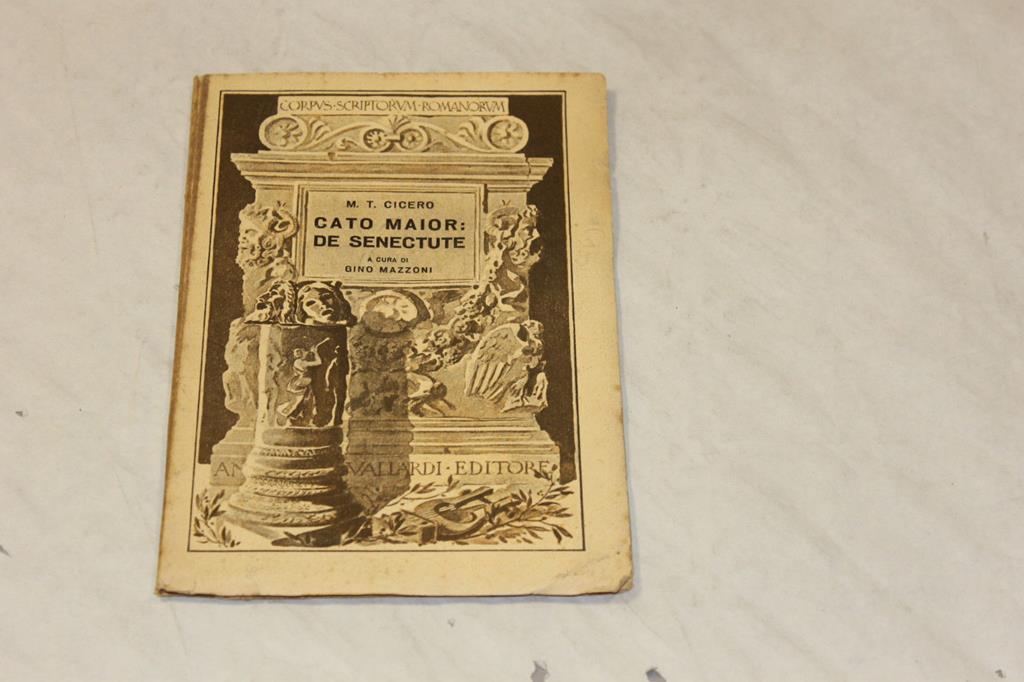 CORPVS·SCRIPTORVM·ROMANORVM
M. T. CICERO
CATO MAIOR:
DE SENECTUTE
A CURA DI
GINO MAZZONI
VALLARDI·EDITORE